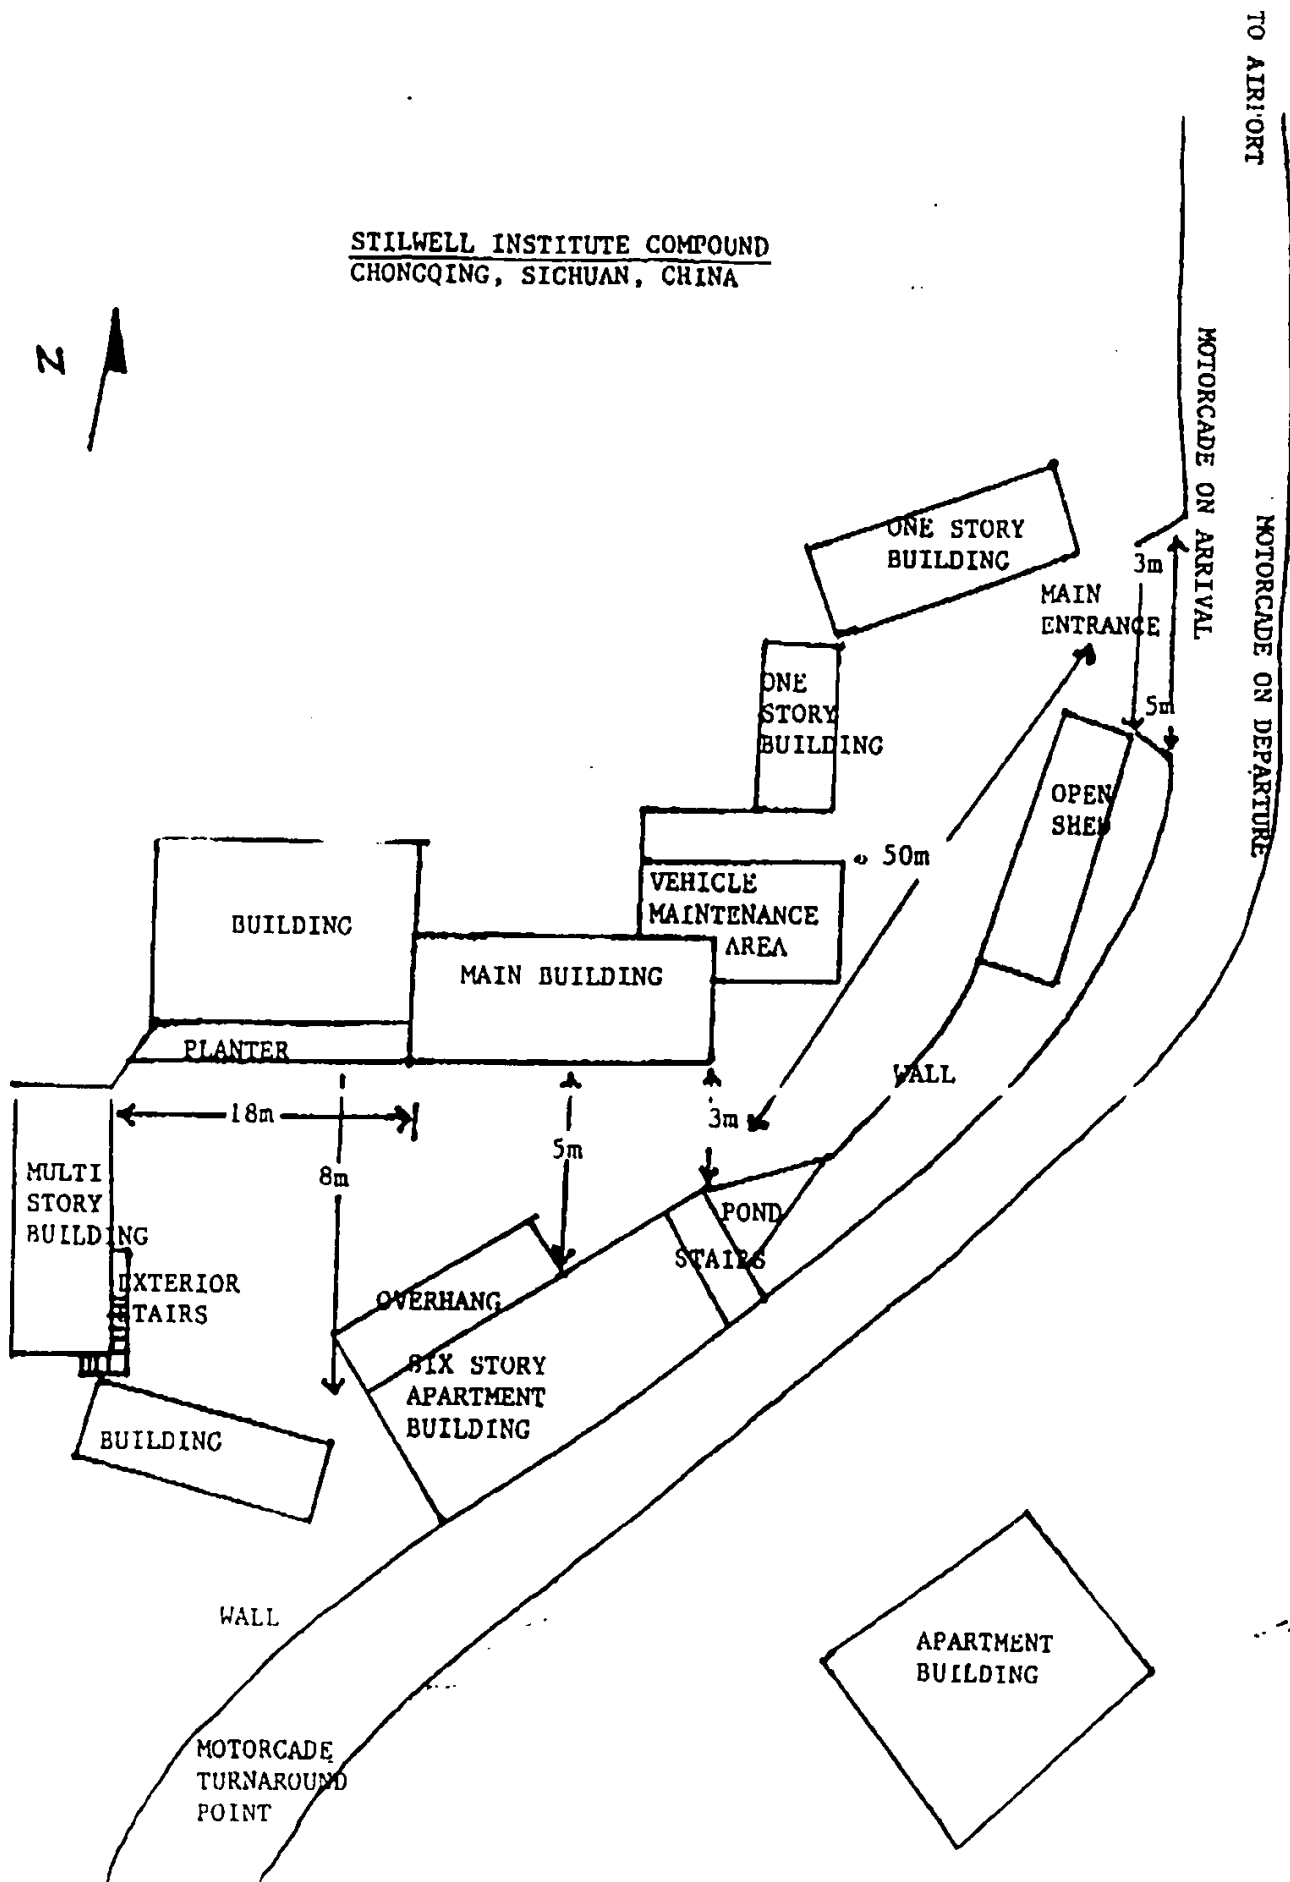 TO AIRPORT
STILWELL INSTITUTE COMPOUND
CHONGQING, SICHUAN, CHINA
N
MOTORCADE ON ARRIVAL
MOTORCADE ON DEPARTURE
ONE STORY
BUILDING
3m
MAIN
ENTRANCE
ONE
STORY
BUILDING
5m
OPEN
SHED
50m
VEHICLE
MAINTENANCE
AREA
BUILDING
MAIN BUILDING
PLANTER
WALL
18m
3m
5m
8m
MULTI
STORY
BUILDING
POND
STAIRS
EXTERIOR
STAIRS
OVERHANG
SIX STORY
APARTMENT
BUILDING
BUILDING
WALL
APARTMENT
BUILDING
MOTORCADE
TURNAROUND
POINT